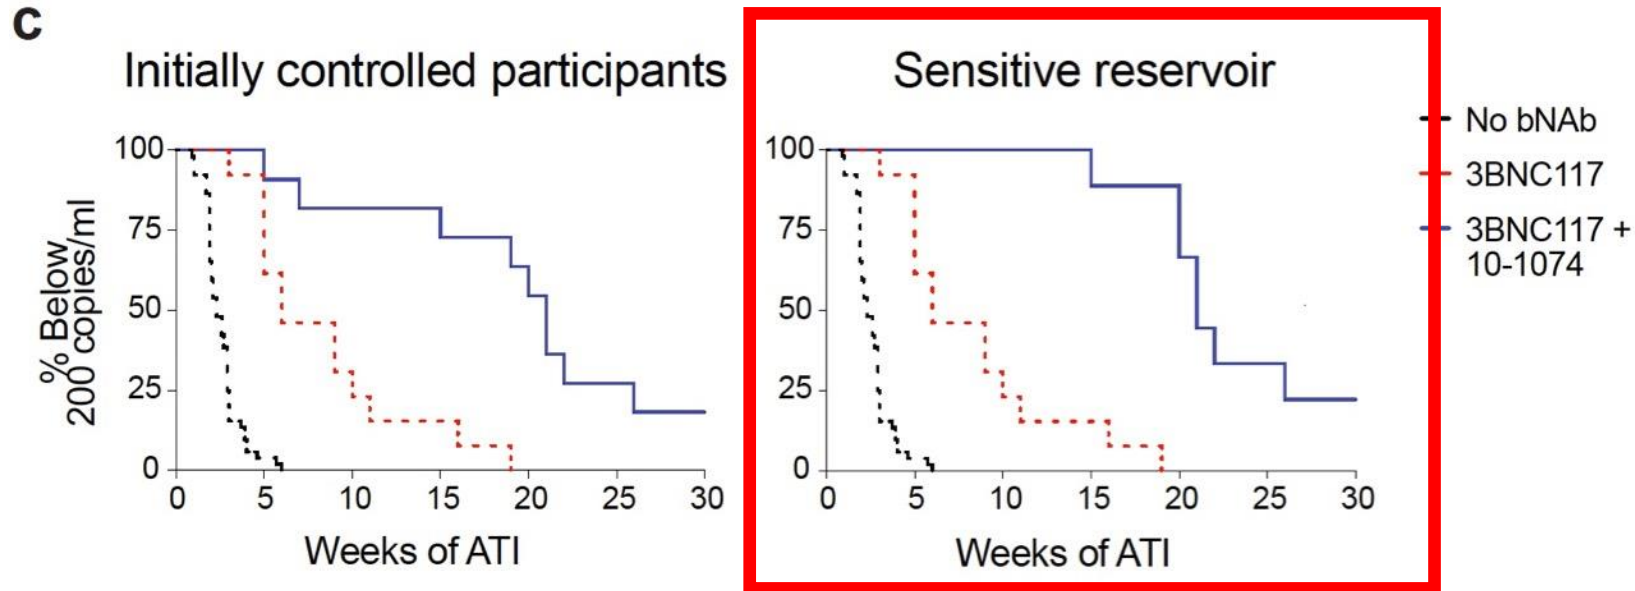 c
Initially controlled participants
% Below
200 copies/ml
100
75
50
25
0
0 5 10 15 20 25 30
Weeks of ATI
Sensitive reservoir
100
75
50
25
0
0 5 10 15 20 25 30
Weeks of ATI
No bNAb
3BNC117
3BNC117 +
10-1074